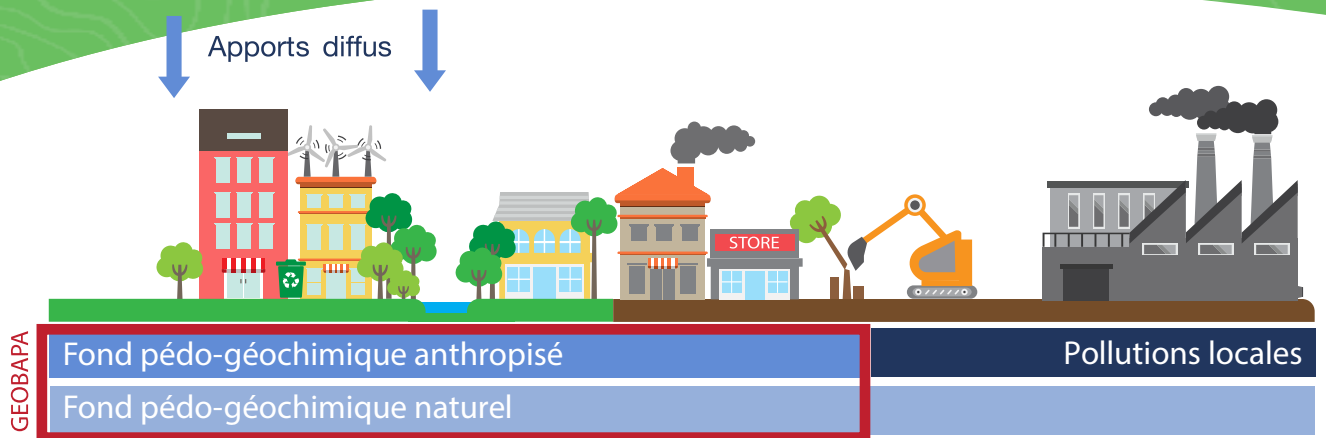 Apports diffus
STORE
GEOBAPA
Fond pédo-géochimique anthropisé
Pollutions locales
Fond pédo-géochimique naturel